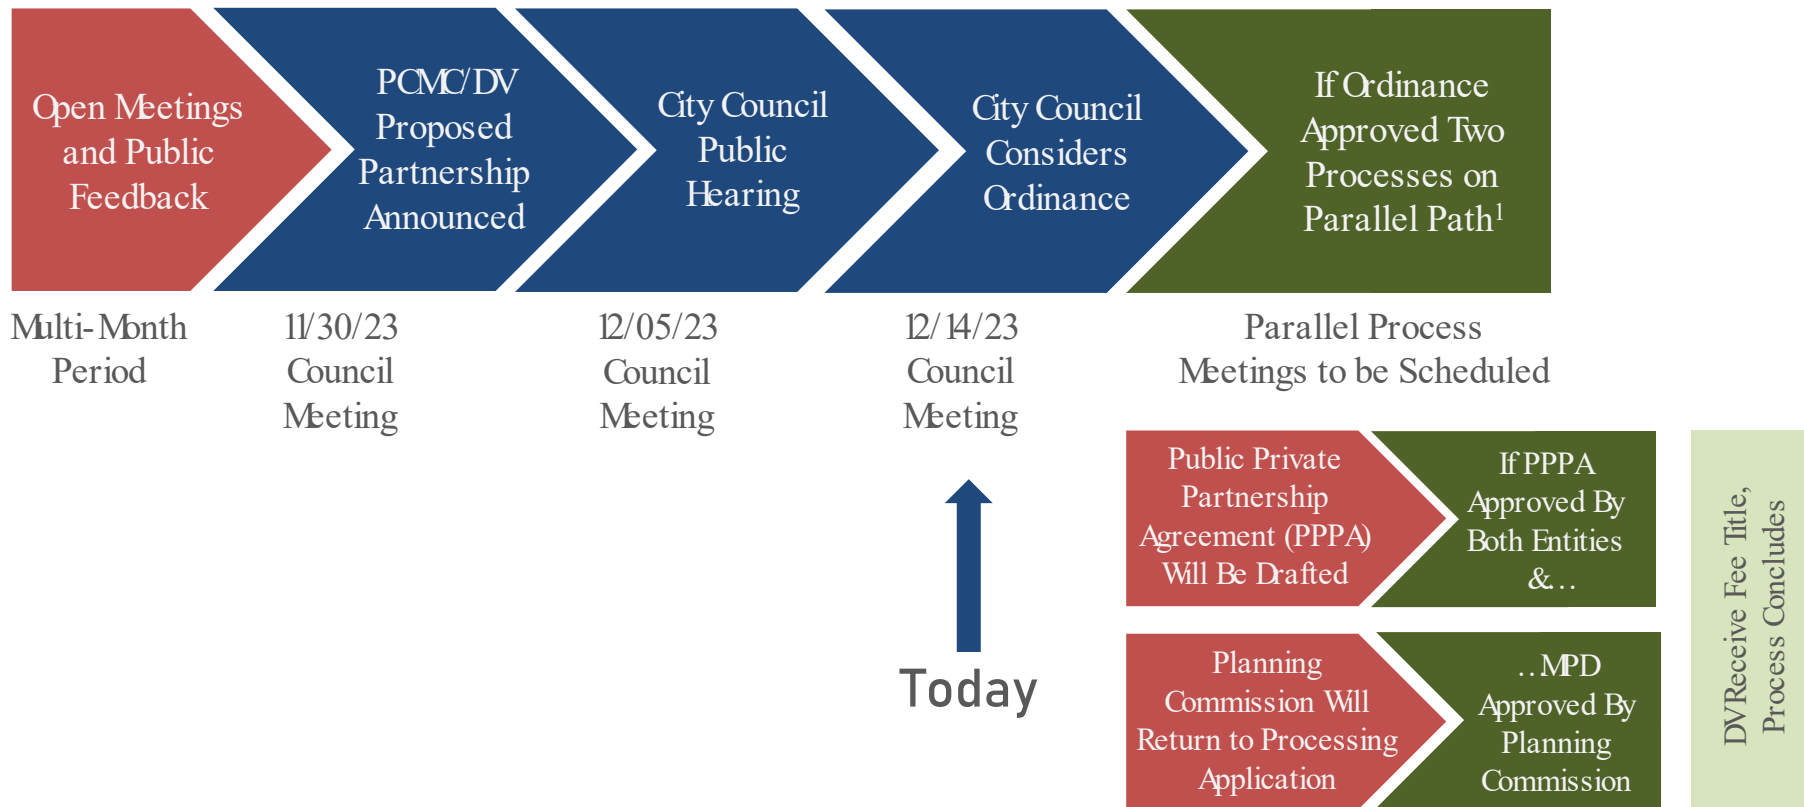 Open Meetings
and Public
Feedback
PCMC/DV
Proposed
Partnership
Announced
City Council
Public
Hearing
City Council
Considers
Ordinance
If Ordinance
Approved Two
Processes on
Parallel Path¹
Multi-Month
Period
11/30/23
Council
Meeting
12/05/23
Council
Meeting
12/14/23
Council
Meeting
Parallel Process
Meetings to be Scheduled
Today
Public Private
Partnership
Agreement (PPPA)
Will Be Drafted
If PPPA
Approved By
Both Entities
&…
Planning
Commission Will
Return to Processing
Application
…MPD
Approved By
Planning
Commission
DV Receive Fee Title,
Process Concludes